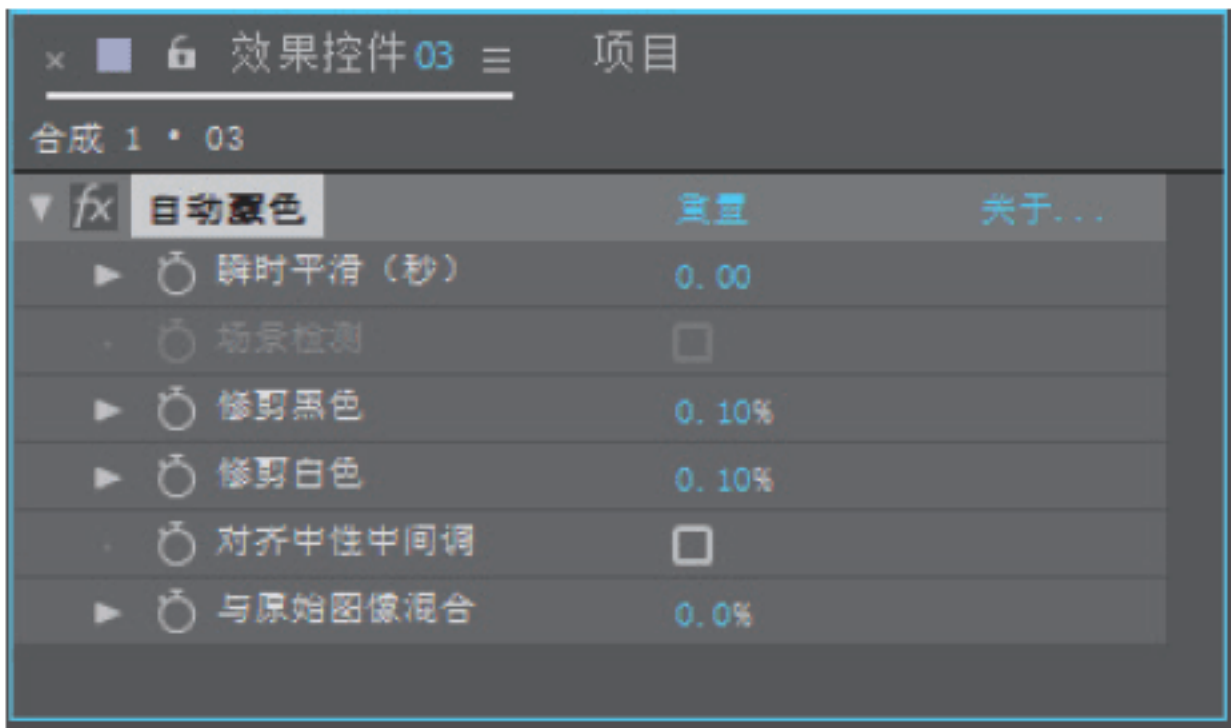 × 效果控件 03 ☰ 项目
合成 1 • 03
fx 自动颜色 重置 关于...
瞬时平滑（秒） 0.00
场景检测
修剪黑色 0.10%
修剪白色 0.10%
对齐中性中间调
与原始图像混合 0.0%